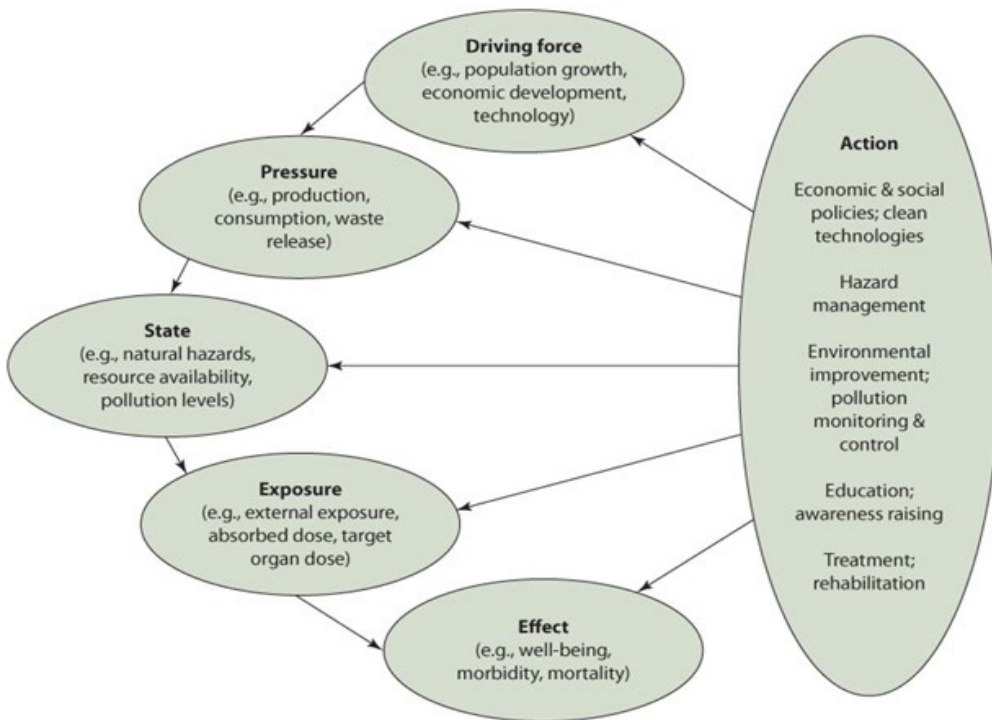 Driving force
(e.g., population growth,
economic development,
technology)
Pressure
(e.g., production,
consumption, waste
release)
State
(e.g., natural hazards,
resource availability,
pollution levels)
Exposure
(e.g., external exposure,
absorbed dose, target
organ dose)
Effect
(e.g., well-being,
morbidity, mortality)
Action
Economic & social
policies; clean
technologies
Hazard
management
Environmental
improvement;
pollution
monitoring &
control
Education;
awareness raising
Treatment;
rehabilitation